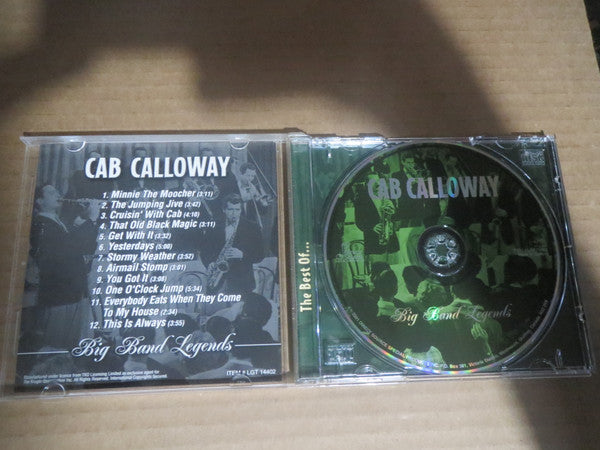 CAB CALLOWAY
1. Minnie The Moocher (3:11)
2. The Jumping Jive (3:42)
3. Cruisin' With Cab (4:10)
4. That Old Black Magic (3:11)
5. Get With It (3:32)
6. Yesterdays (5:00)
7. Stormy Weather (3:52)
8. Airmail Stomp (3:01)
9. You Got It (3:08)
10. One O'Clock Jump (5:34)
11. Everybody Eats When They Come
To My House (2:34)
12. This Is Always (3:55)
Big Band Legends
ITEM # LGT 14402
The Best Of...
CAB CALLOWAY
Big Band Legends